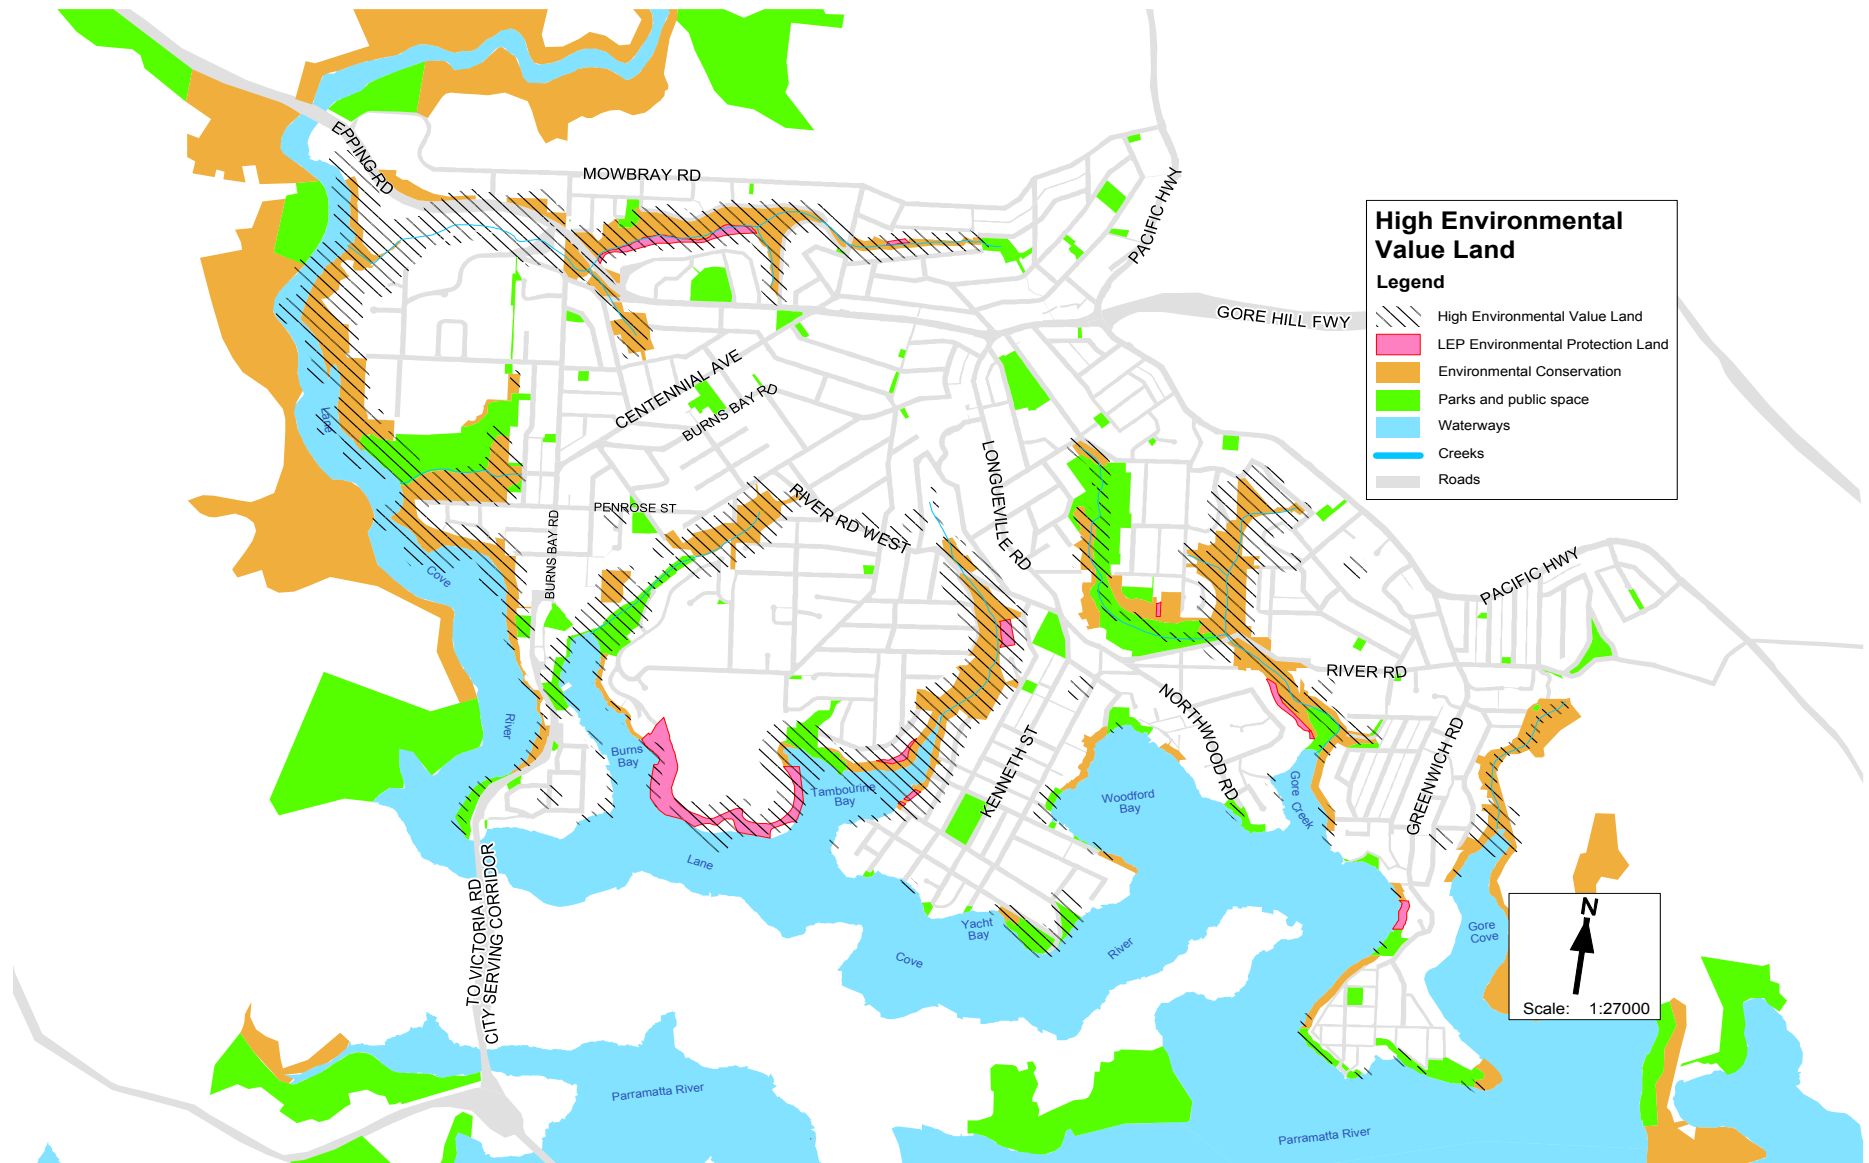 EPPING RD
MOWBRAY RD
PACIFIC HWY
GORE HILL FWY
High Environmental
Value Land
Legend
High Environmental Value Land
LEP Environmental Protection Land
Environmental Conservation
Parks and public space
Waterways
Creeks
Roads
CENTENNIAL AVE
BURNS BAY RD
Lane
LONGUEVILLE RD
RIVER RD WEST
PENROSE ST
BURNS BAY RD
Cove
PACIFIC HWY
RIVER RD
River
NORTHWOOD RD
KENNETH ST
GREENWICH RD
Burns
Bay
Tambourine
Bay
Woodford
Bay
Gore Creek
Lane
TO VICTORIA RD
CITY SERVING CORRIDOR
Yacht
Bay
River
Cove
Gore
Cove
N
Scale: 1:27000
Parramatta River
Parramatta River